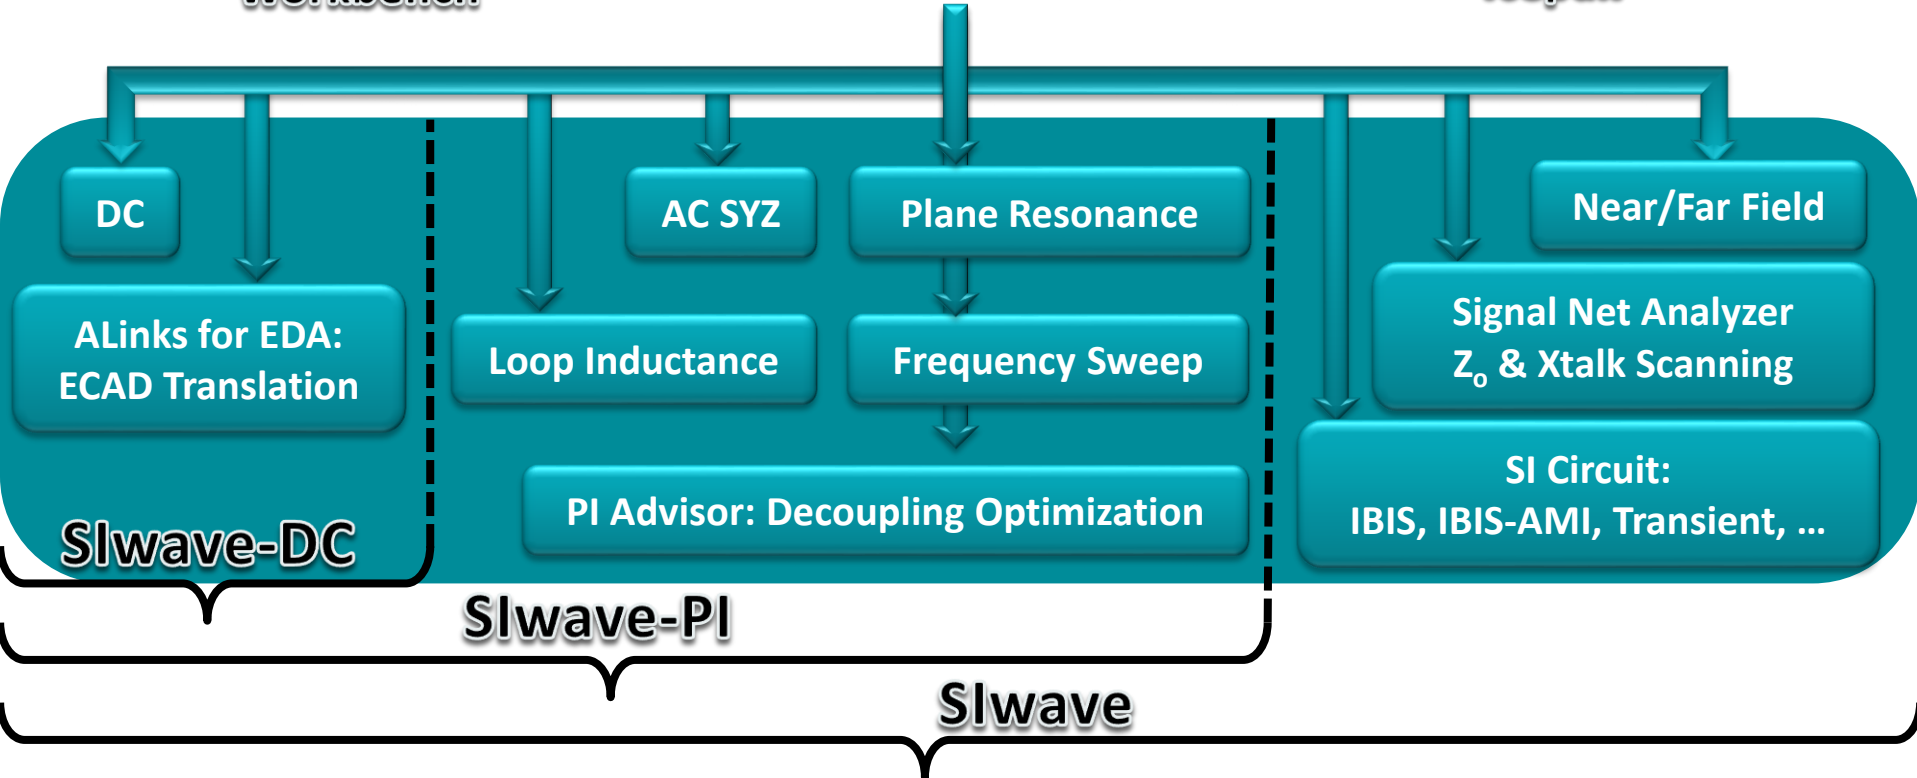 Workbench
DC
AC SYZ
Plane Resonance
Near/Far Field
ALinks for EDA:
ECAD Translation
Loop Inductance
Frequency Sweep
Signal Net Analyzer
Zₒ & Xtalk Scanning
PI Advisor: Decoupling Optimization
SI Circuit:
IBIS, IBIS-AMI, Transient, ...
SIwave-DC
SIwave-PI
SIwave